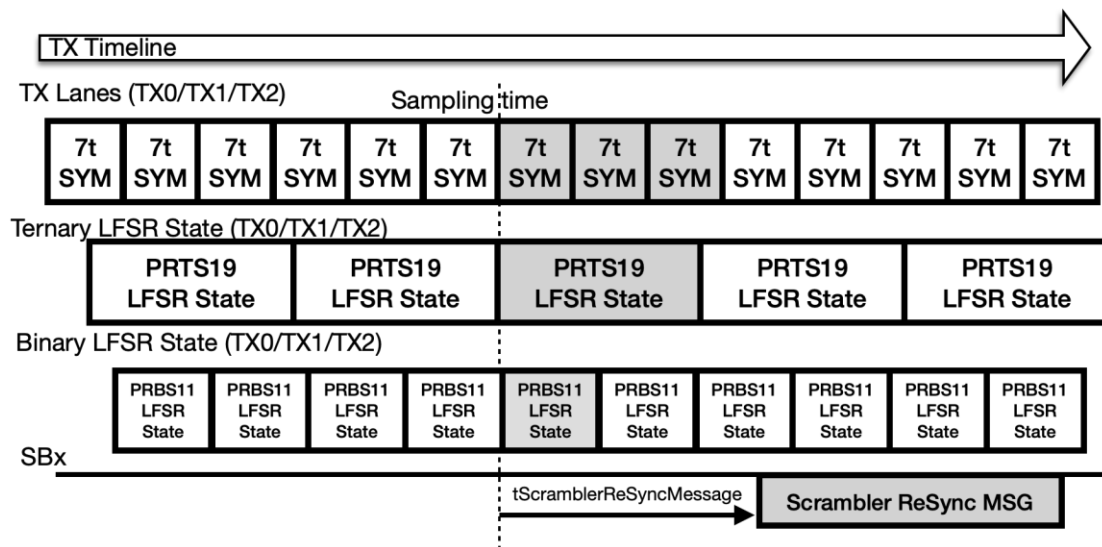 TX Timeline
TX Lanes (TX0/TX1/TX2)
Sampling time
7t 7t 7t 7t 7t 7t 7t 7t 7t 7t 7t 7t 7t 7t
SYM SYM SYM SYM SYM SYM SYM SYM SYM SYM SYM SYM SYM SYM
Ternary LFSR State (TX0/TX1/TX2)
PRTS19 PRTS19 PRTS19 PRTS19 PRTS19
LFSR State LFSR State LFSR State LFSR State LFSR State
Binary LFSR State (TX0/TX1/TX2)
PRBS11 PRBS11 PRBS11 PRBS11 PRBS11 PRBS11 PRBS11 PRBS11 PRBS11 PRBS11
LFSR LFSR LFSR LFSR LFSR LFSR LFSR LFSR LFSR LFSR
State State State State State State State State State State
SBx
tScramblerReSyncMessage
Scrambler ReSync MSG